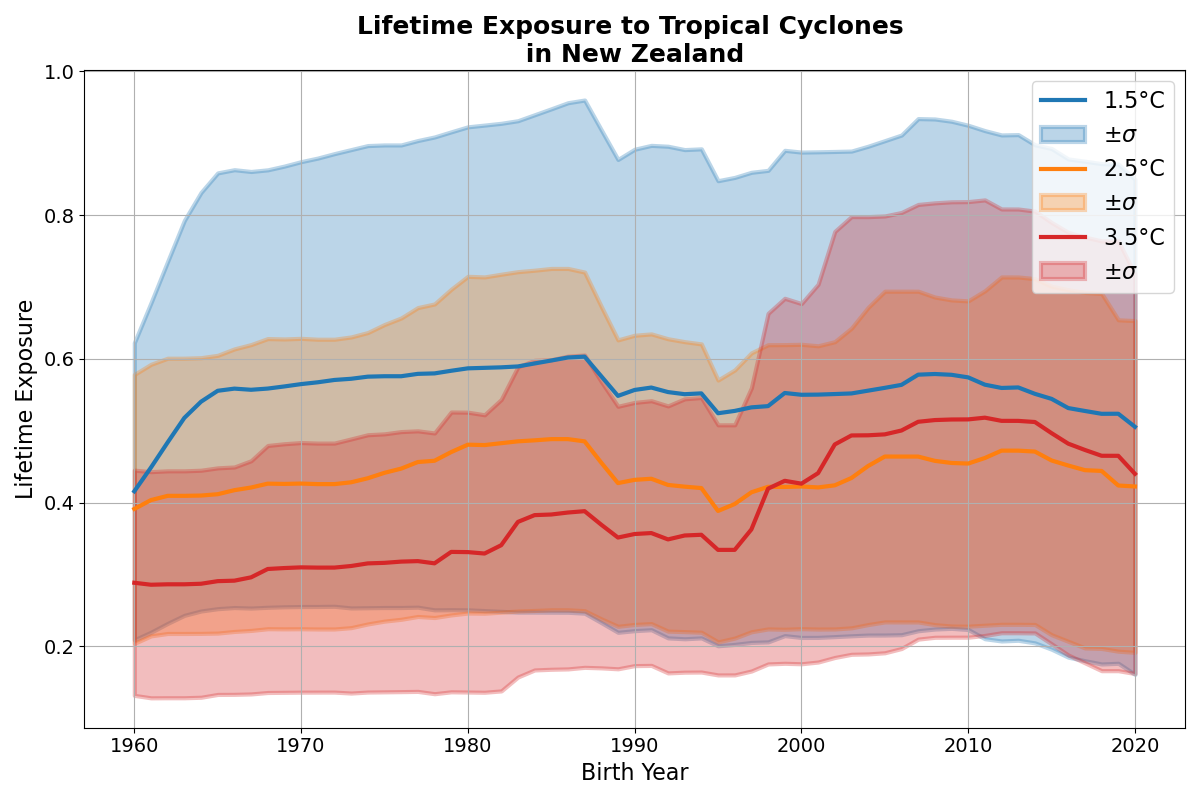 Lifetime Exposure to Tropical Cyclones
in New Zealand
Lifetime Exposure
1.0
0.8
0.6
0.4
0.2
1960
1970
1980
1990
2000
2010
2020
Birth Year
1.5°C
±σ
2.5°C
±σ
3.5°C
±σ